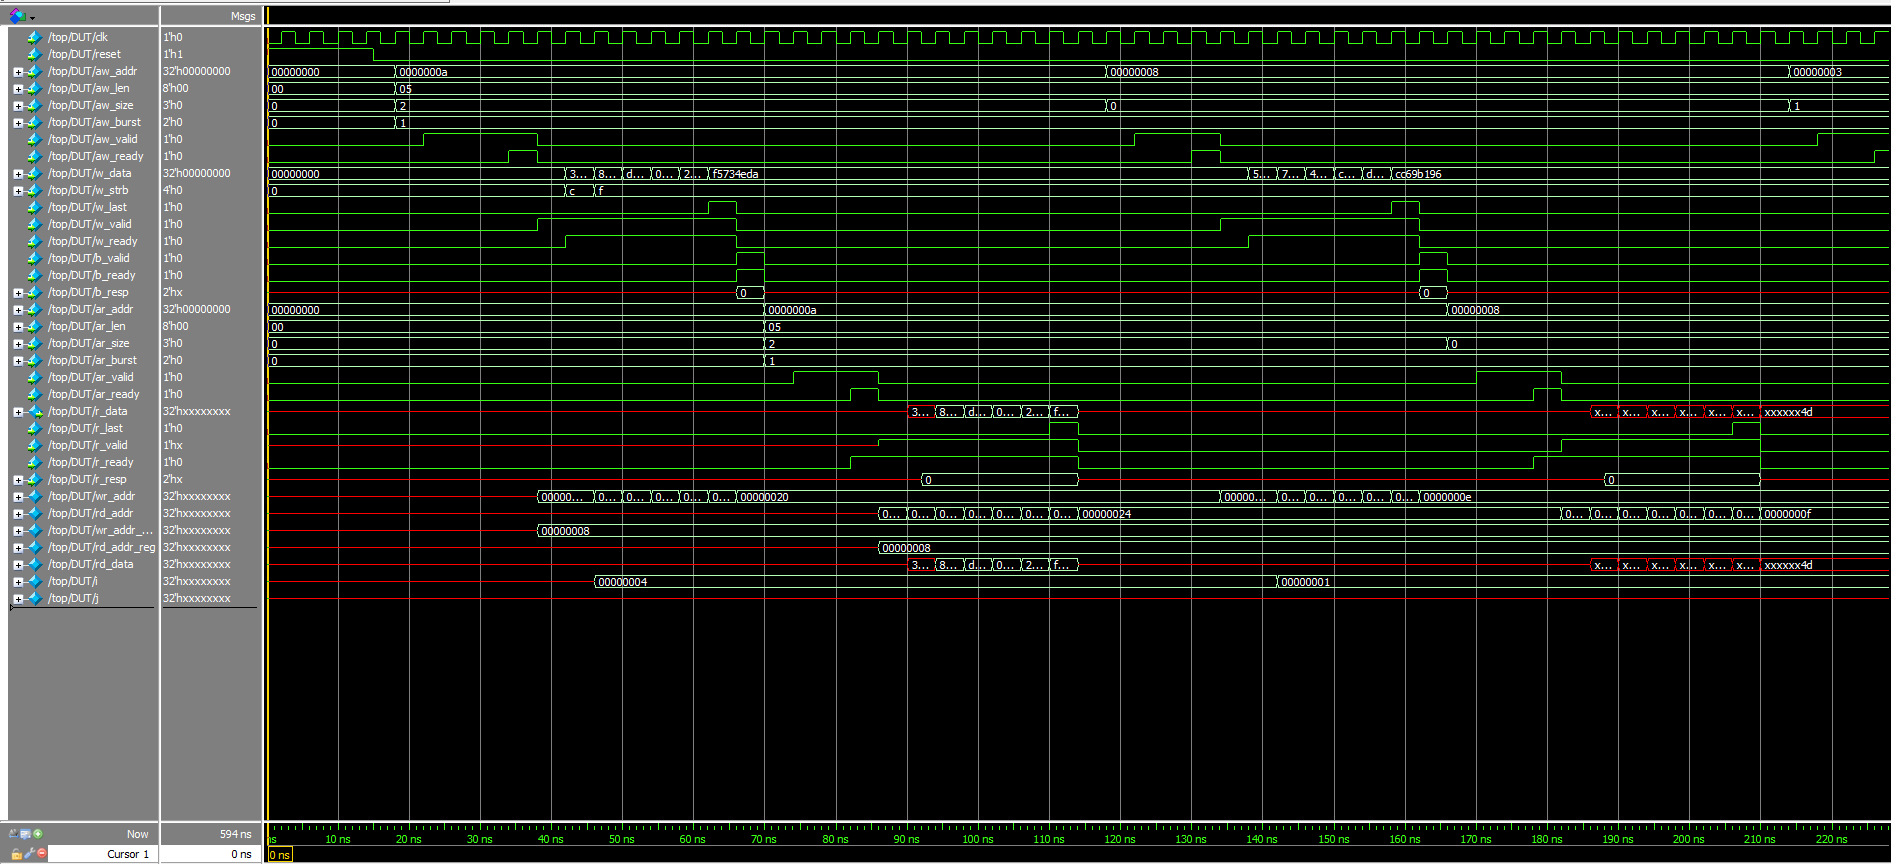 Msgs
/top/DUT/clk 1'h0
/top/DUT/reset 1'h1
/top/DUT/aw_addr 32'h00000000 00000000 0000000a 00000008 00000003
/top/DUT/aw_len 8'h00 00 05
/top/DUT/aw_size 3'h0 0 2 0 1
/top/DUT/aw_burst 2'h0 0 1
/top/DUT/aw_valid 1'h0
/top/DUT/aw_ready 1'h0
/top/DUT/w_data 32'h00000000 00000000 3... 8... d... 0... 2... f5734eda 5... 7... 4... c... d... cc69b196
/top/DUT/w_strb 4'h0 0 c f
/top/DUT/w_last 1'h0
/top/DUT/w_valid 1'h0
/top/DUT/w_ready 1'h0
/top/DUT/b_valid 1'h0
/top/DUT/b_ready 1'h0
/top/DUT/b_resp 2'hx 0 0
/top/DUT/ar_addr 32'h00000000 00000000 0000000a 00000008
/top/DUT/ar_len 8'h00 00 05
/top/DUT/ar_size 3'h0 0 2 0
/top/DUT/ar_burst 2'h0 0 1
/top/DUT/ar_valid 1'h0
/top/DUT/ar_ready 1'h0
/top/DUT/r_data 32'hxxxxxxxx 3... 8... d... 0... 2... f... x... x... x... x... x... x... xxxxxx4d
/top/DUT/r_last 1'h0
/top/DUT/r_valid 1'hx
/top/DUT/r_ready 1'h0
/top/DUT/r_resp 2'hx 0 0
/top/DUT/wr_addr 32'hxxxxxxxx 00000... 0... 0... 0... 0... 0... 00000020 00000... 0... 0... 0... 0... 0... 0000000e
/top/DUT/rd_addr 32'hxxxxxxxx 0... 0... 0... 0... 0... 0... 0... 00000024 0... 0... 0... 0... 0... 0... 0... 0000000f
/top/DUT/wr_addr_... 32'hxxxxxxxx 00000008
/top/DUT/rd_addr_reg 32'hxxxxxxxx 00000008
/top/DUT/rd_data 32'hxxxxxxxx 3... 8... d... 0... 2... f... x... x... x... x... x... x... xxxxxx4d
/top/DUT/i 32'hxxxxxxxx 00000004 00000001
/top/DUT/j 32'hxxxxxxxx
Now 594 ns ns 10 ns 20 ns 30 ns 40 ns 50 ns 60 ns 70 ns 80 ns 90 ns 100 ns 110 ns 120 ns 130 ns 140 ns 150 ns 160 ns 170 ns 180 ns 190 ns 200 ns 210 ns 220 ns
Cursor 1 0 ns 0 ns